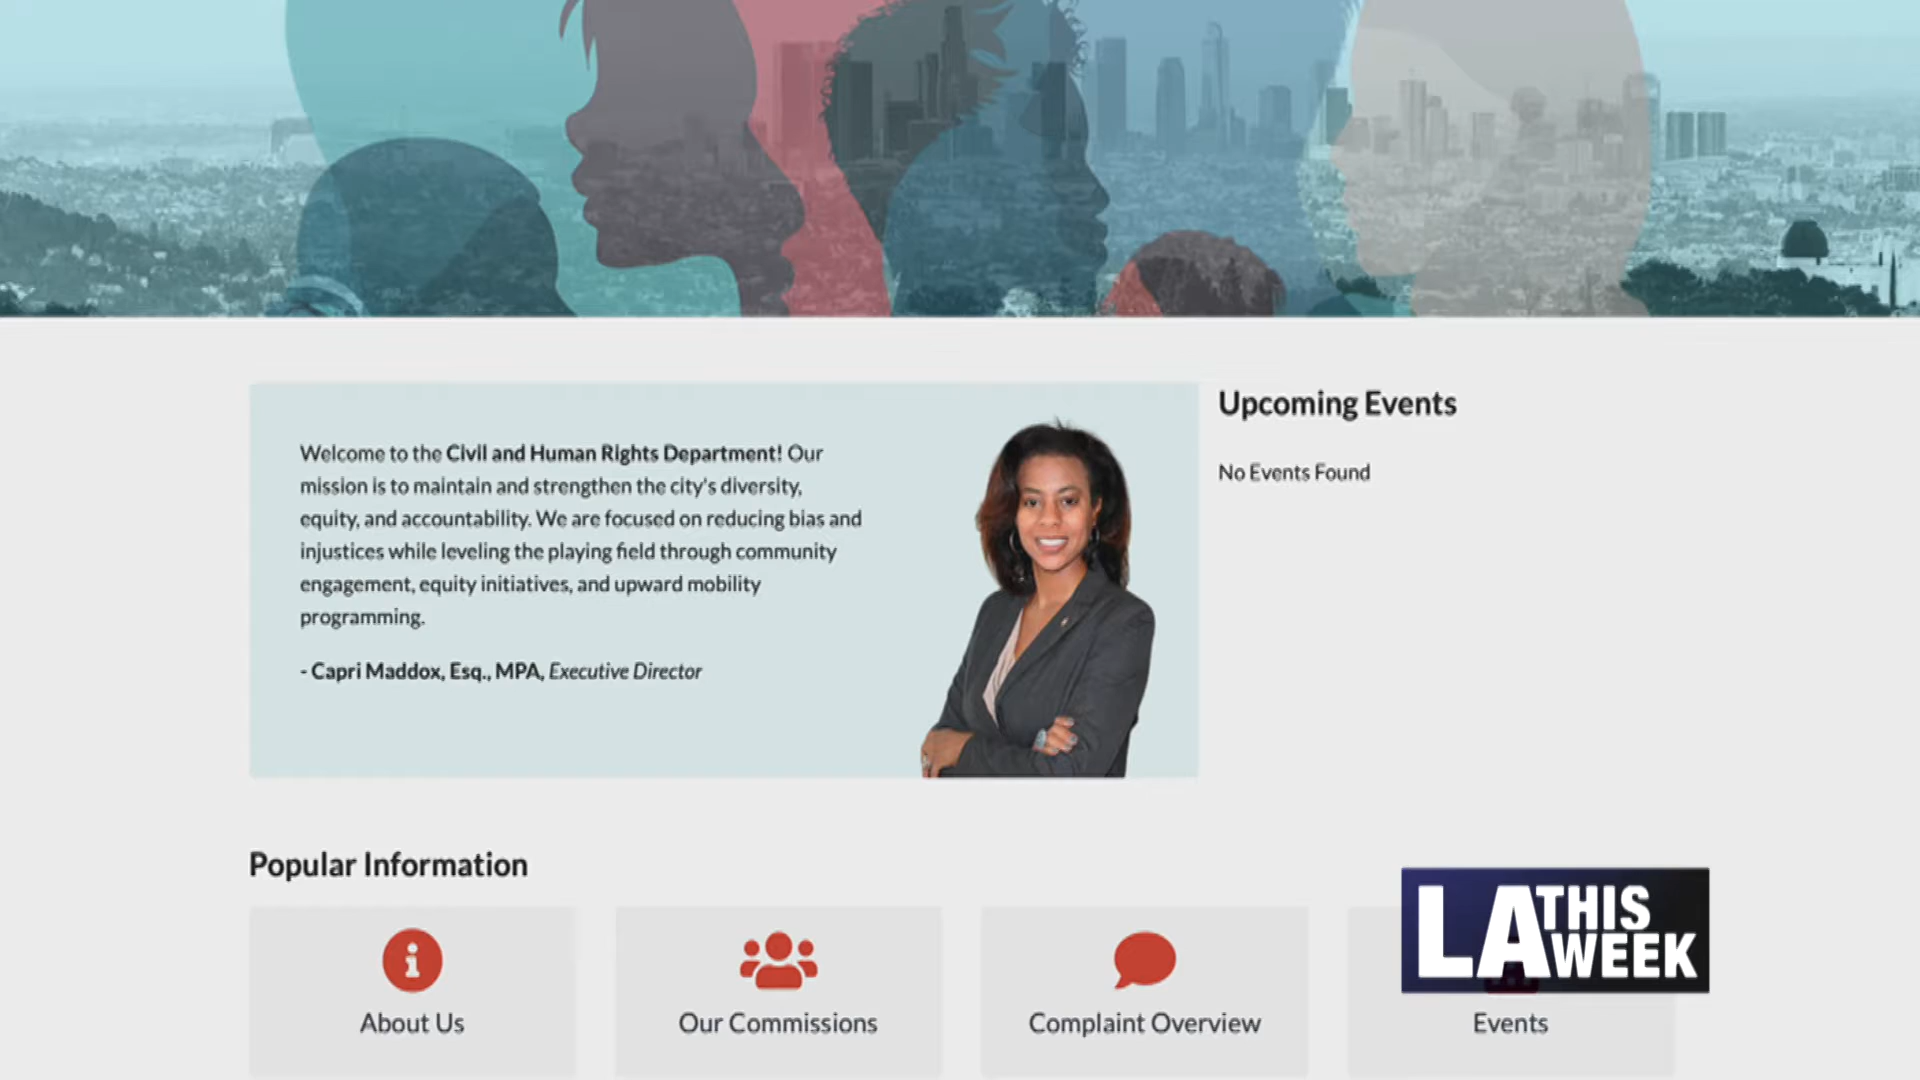 Welcome to the Civil and Human Rights Department! Our
mission is to maintain and strengthen the city's diversity,
equity, and accountability. We are focused on reducing bias and
injustices while leveling the playing field through community
engagement, equity initiatives, and upward mobility
programming.
- Capri Maddox, Esq., MPA, Executive Director
Upcoming Events
No Events Found
Popular Information
About Us
Our Commissions
Complaint Overview
Events
LA THIS
WEEK